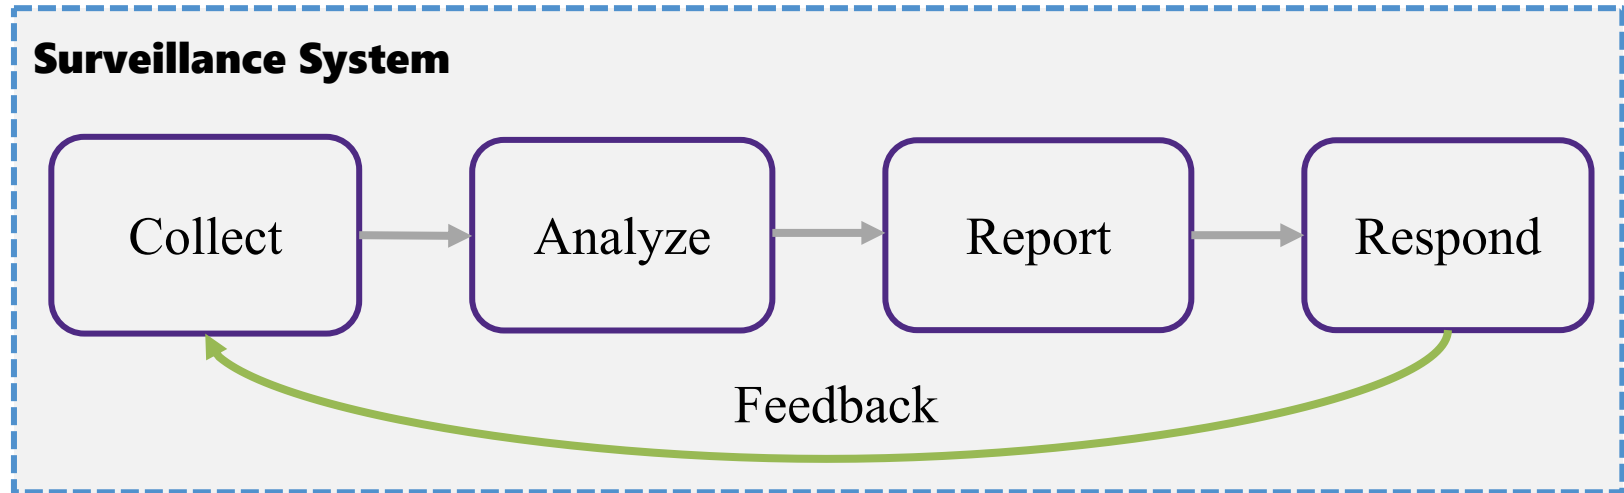 Surveillance System
Collect
Analyze
Report
Respond
Feedback